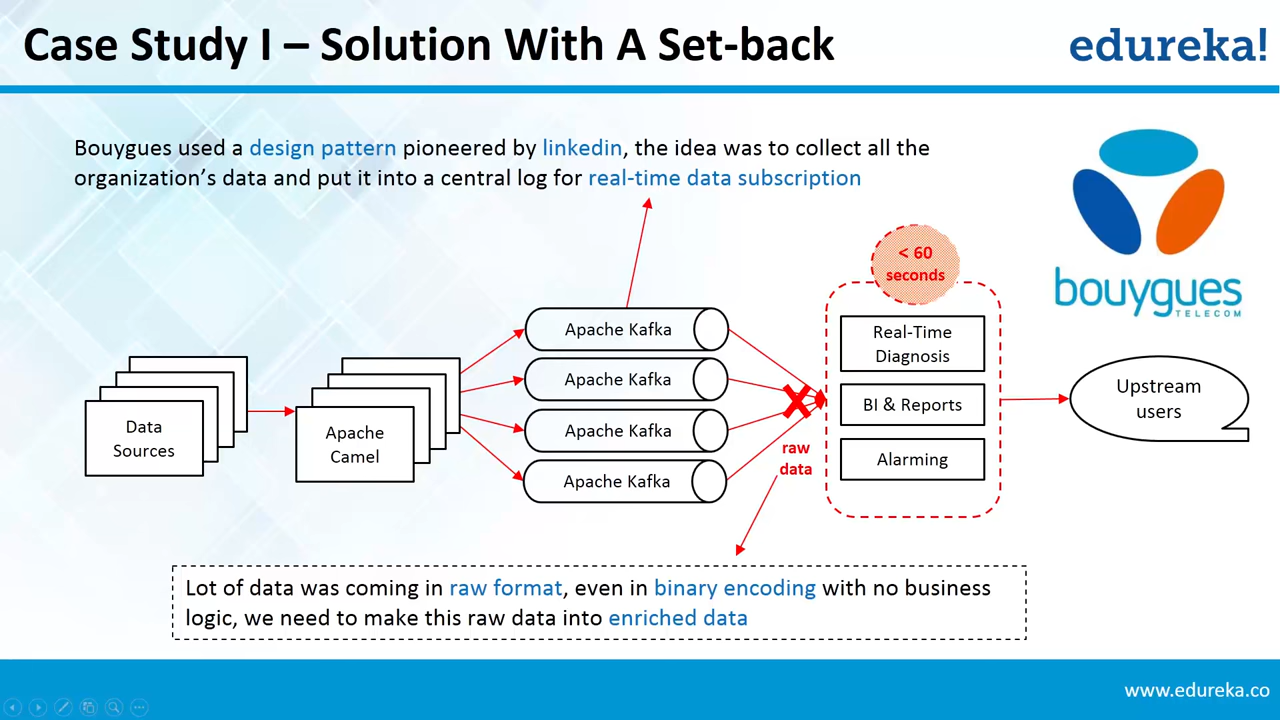 Case Study I – Solution With A Set-back
edureka!
Bouygues used a design pattern pioneered by linkedin, the idea was to collect all the
organization's data and put it into a central log for real-time data subscription
bouygues
TELECOM
< 60
seconds
Data
Sources
Apache
Camel
Apache Kafka
Apache Kafka
Apache Kafka
Apache Kafka
raw
data
Real-Time
Diagnosis
BI & Reports
Alarming
Upstream
users
Lot of data was coming in raw format, even in binary encoding with no business
logic, we need to make this raw data into enriched data
www.edureka.co